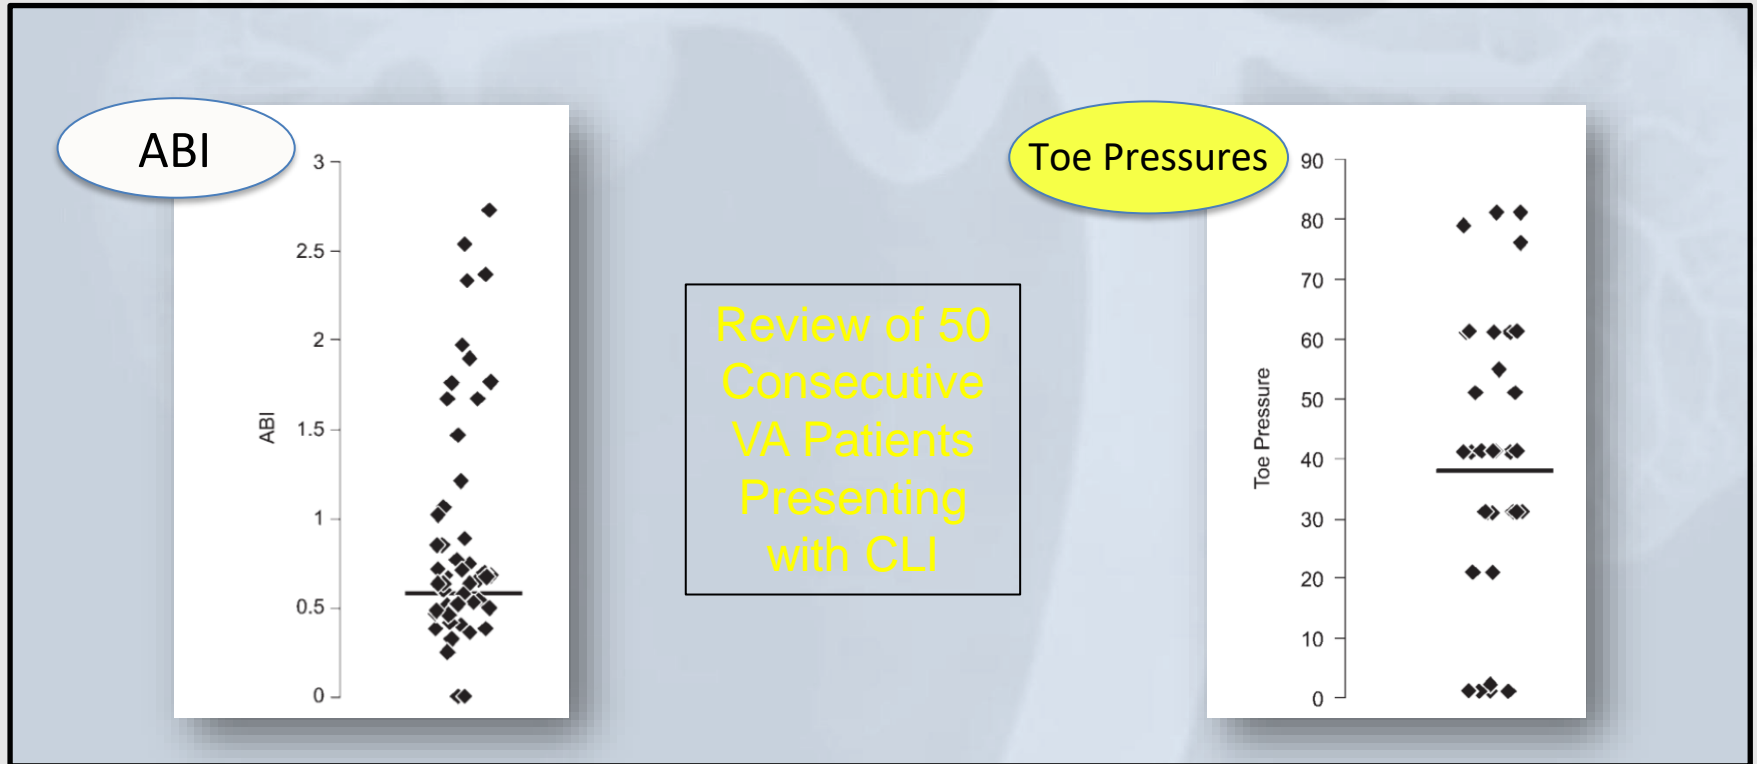 ABI
3
2.5
2
1.5
1
0.5
0
ABI
Review of 50
Consecutive
VA Patients
Presenting
with CLI
Toe Pressures
90
80
70
60
50
40
30
20
10
0
Toe Pressure